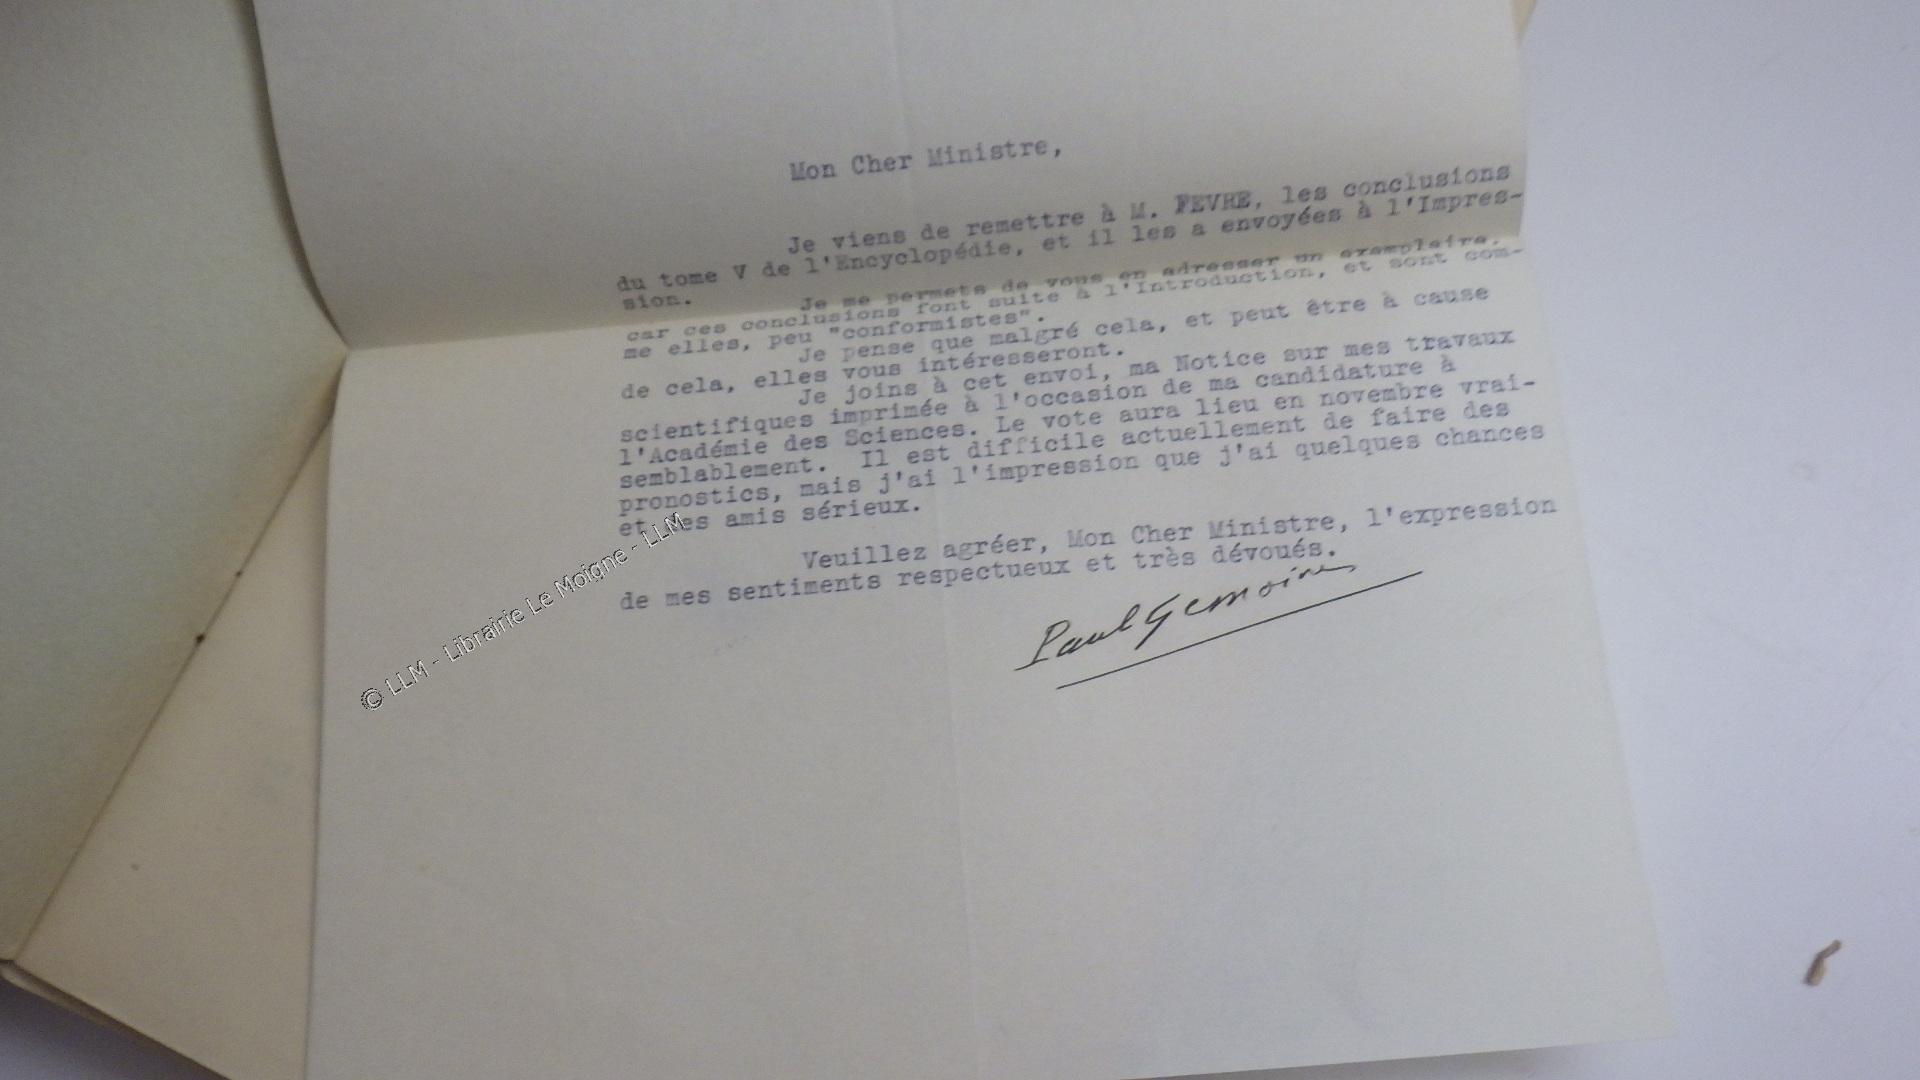 Mon Cher Ministre,
Je viens de remettre à M. FEVRE, les conclusions
du tome V de l'Encyclopédie, et il les a envoyées à l'Impres-
sion.
Je me permets de vous en adresser un exemplaire,
car ces conclusions font suite à l'Introduction, et sont com-
me elles, peu "conformistes".
Je pense que malgré cela, et peut être à cause
de cela, elles vous intéresseront.
Je joins à cet envoi, ma Notice sur mes travaux
scientifiques imprimée à l'occasion de ma candidature à
l'Académie des Sciences. Le vote aura lieu en novembre vrai-
semblablement. Il est difficile actuellement de faire des
pronostics, mais j'ai l'impression que j'ai quelques chances
et des amis sérieux.
Veuillez agréer, Mon Cher Ministre, l'expression
de mes sentiments respectueux et très dévoués.
Paul
© LLM - Librairie Le Moigne - LLM